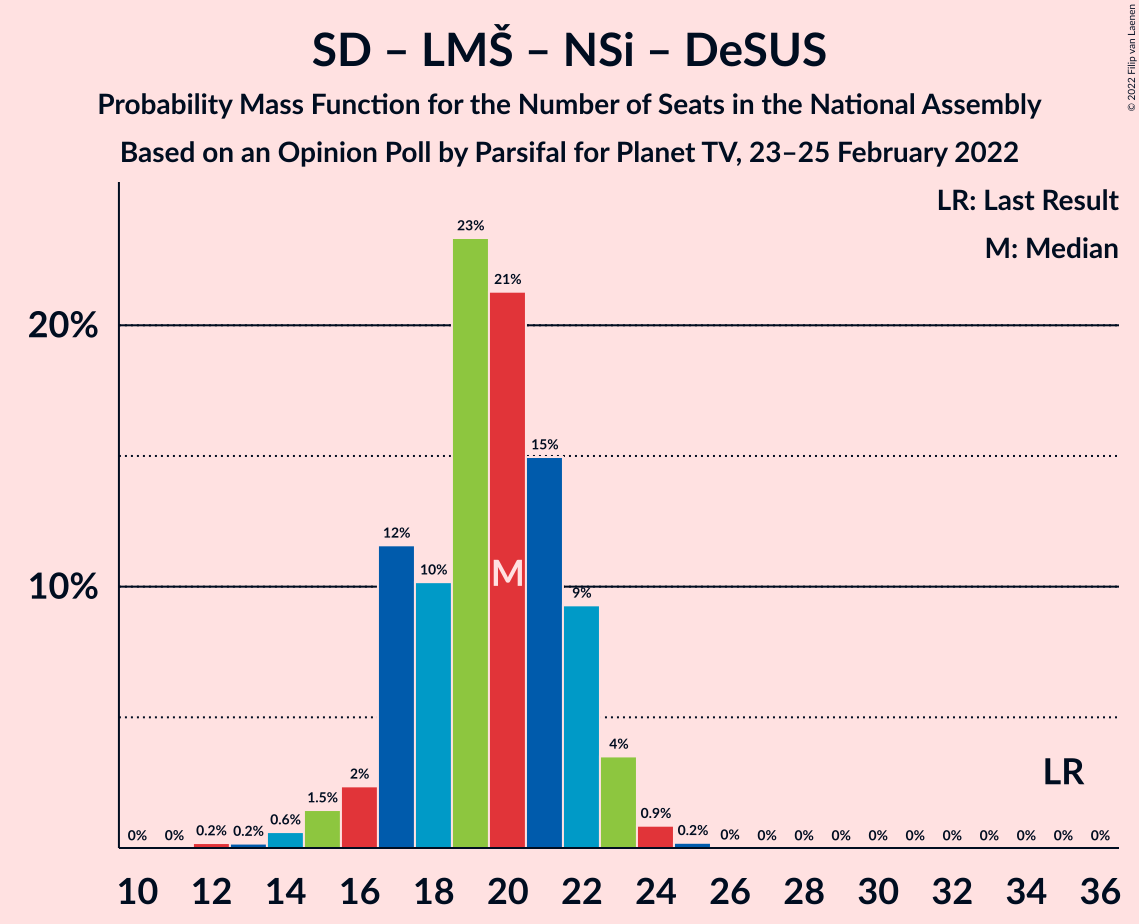 SD – LMŠ – NSi – DeSUS
Probability Mass Function for the Number of Seats in the National Assembly
Based on an Opinion Poll by Parsifal for Planet TV, 23–25 February 2022
© 2022 Filip van Laenen
LR: Last Result
M: Median
20%
10%
0% 0% 0.2% 0.2% 0.6% 1.5% 2% 12% 10% 23% 21% 15% 9% 4% 0.9% 0.2% 0% 0% 0% 0% 0% 0% 0% 0% 0% 0% 0%
M
LR
10 12 14 16 18 20 22 24 26 28 30 32 34 36